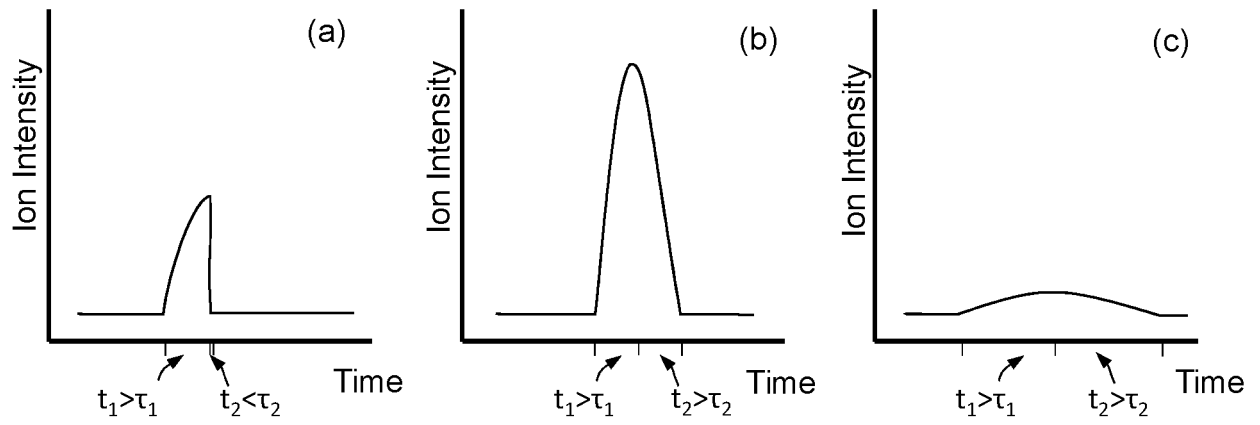 (a)
Ion Intensity
Time
t₁>τ₁
t₂<τ₂
(b)
Ion Intensity
Time
t₁>τ₁
t₂>τ₂
(c)
Ion Intensity
Time
t₁>τ₁
t₂>τ₂